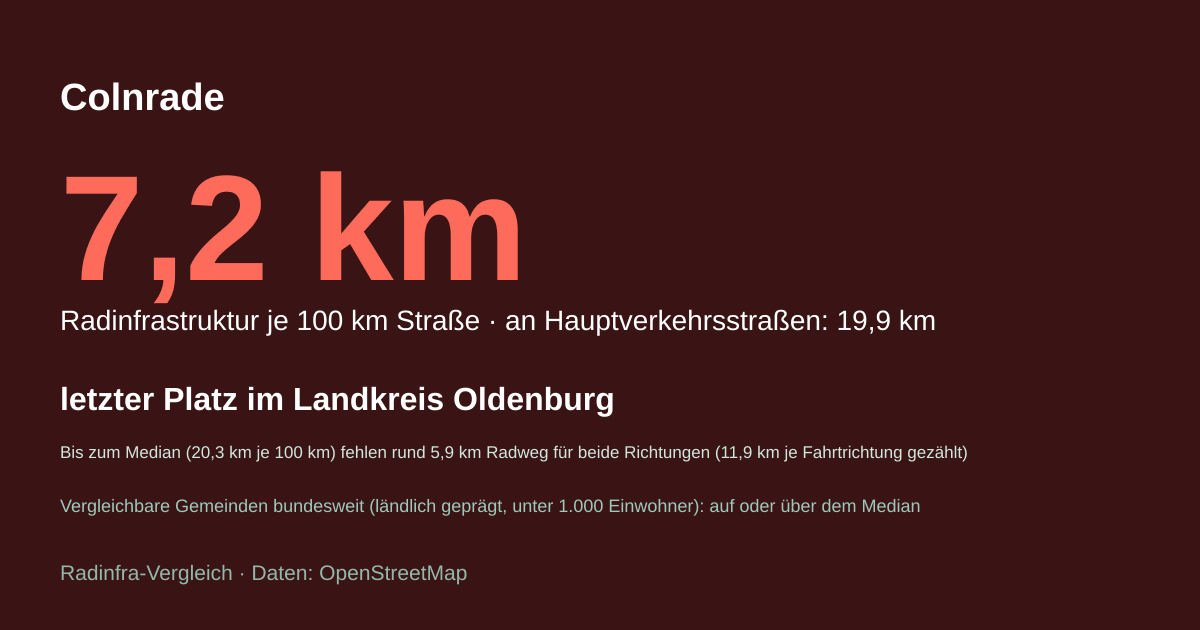 Colnrade
7,2 km
Radinfrastruktur je 100 km Straße · an Hauptverkehrsstraßen: 19,9 km
letzter Platz im Landkreis Oldenburg
Bis zum Median (20,3 km je 100 km) fehlen rund 5,9 km Radweg für beide Richtungen (11,9 km je Fahrtrichtung gezählt)
Vergleichbare Gemeinden bundesweit (ländlich geprägt, unter 1.000 Einwohner): auf oder über dem Median
Radinfra-Vergleich · Daten: OpenStreetMap